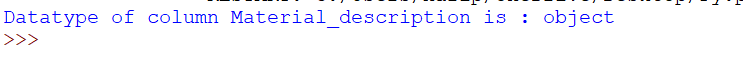 Datatype of column Material_description is : object
>>>